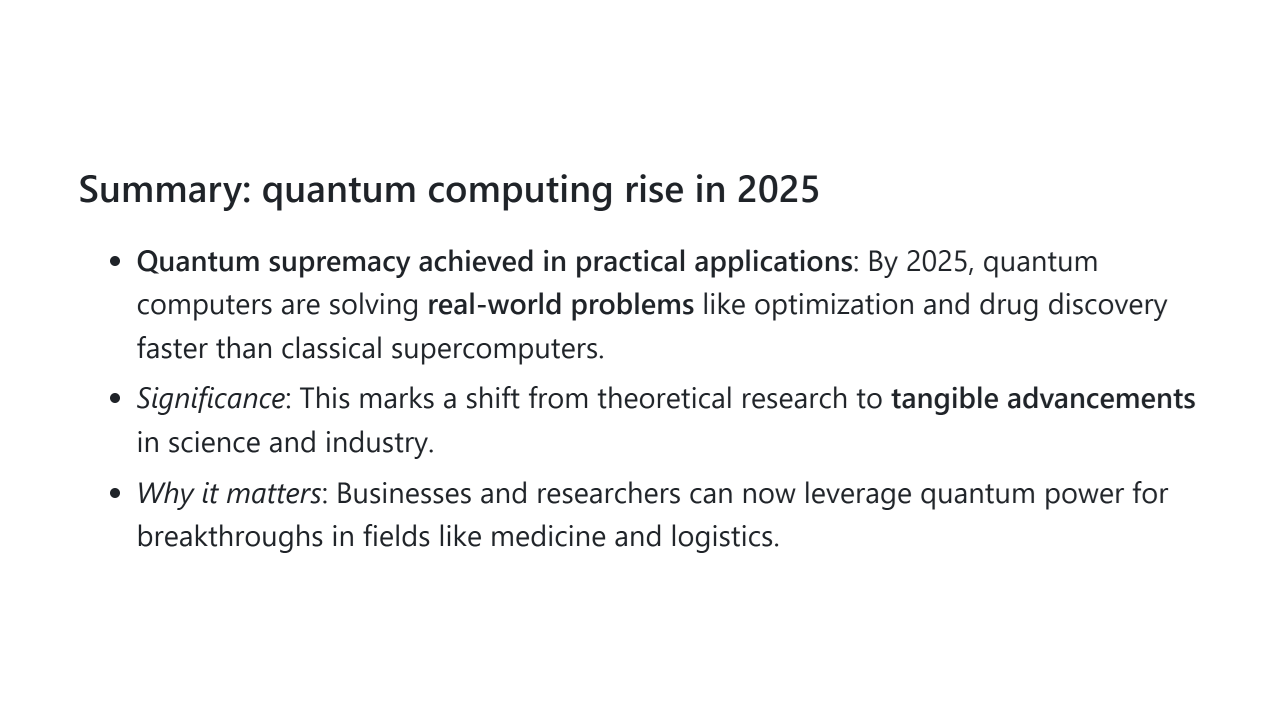 Summary: quantum computing rise in 2025
• Quantum supremacy achieved in practical applications: By 2025, quantum
computers are solving real-world problems like optimization and drug discovery
faster than classical supercomputers.
• Significance: This marks a shift from theoretical research to tangible advancements
in science and industry.
• Why it matters: Businesses and researchers can now leverage quantum power for
breakthroughs in fields like medicine and logistics.